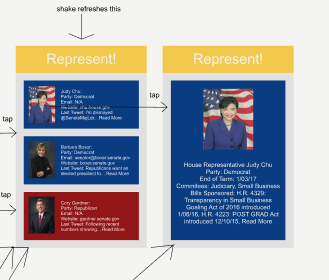 shake refreshes this
Represent!
Represent!
Judy Chu
Party: Democrat
Email: N/A
Website: chu.house.gov
Last Tweet: I'm dismayed
@SenateMajLdr... Read More
tap
tap
Barbara Boxer
Party: Democrat
Email: senator@boxer.senate.gov
Website: boxer.senate.gov
Last Tweet: Republicans want an
elected president to... Read More
tap
Cory Gardner
Party: Republican
Email: N/A
Website: gardner.senate.gov
Last Tweet: Following recent
numbers showing... Read More
House Representative Judy Chu
Party: Democrat
End of Term: 1/03/17
Committees: Judiciary, Small Business
Bills Sponsored: H.R. 4329:
Transparency in Small Business
Goaling Act of 2016 introduced
1/06/16, H.R. 4223: POST GRAD Act
introduced 12/10/15, Read More